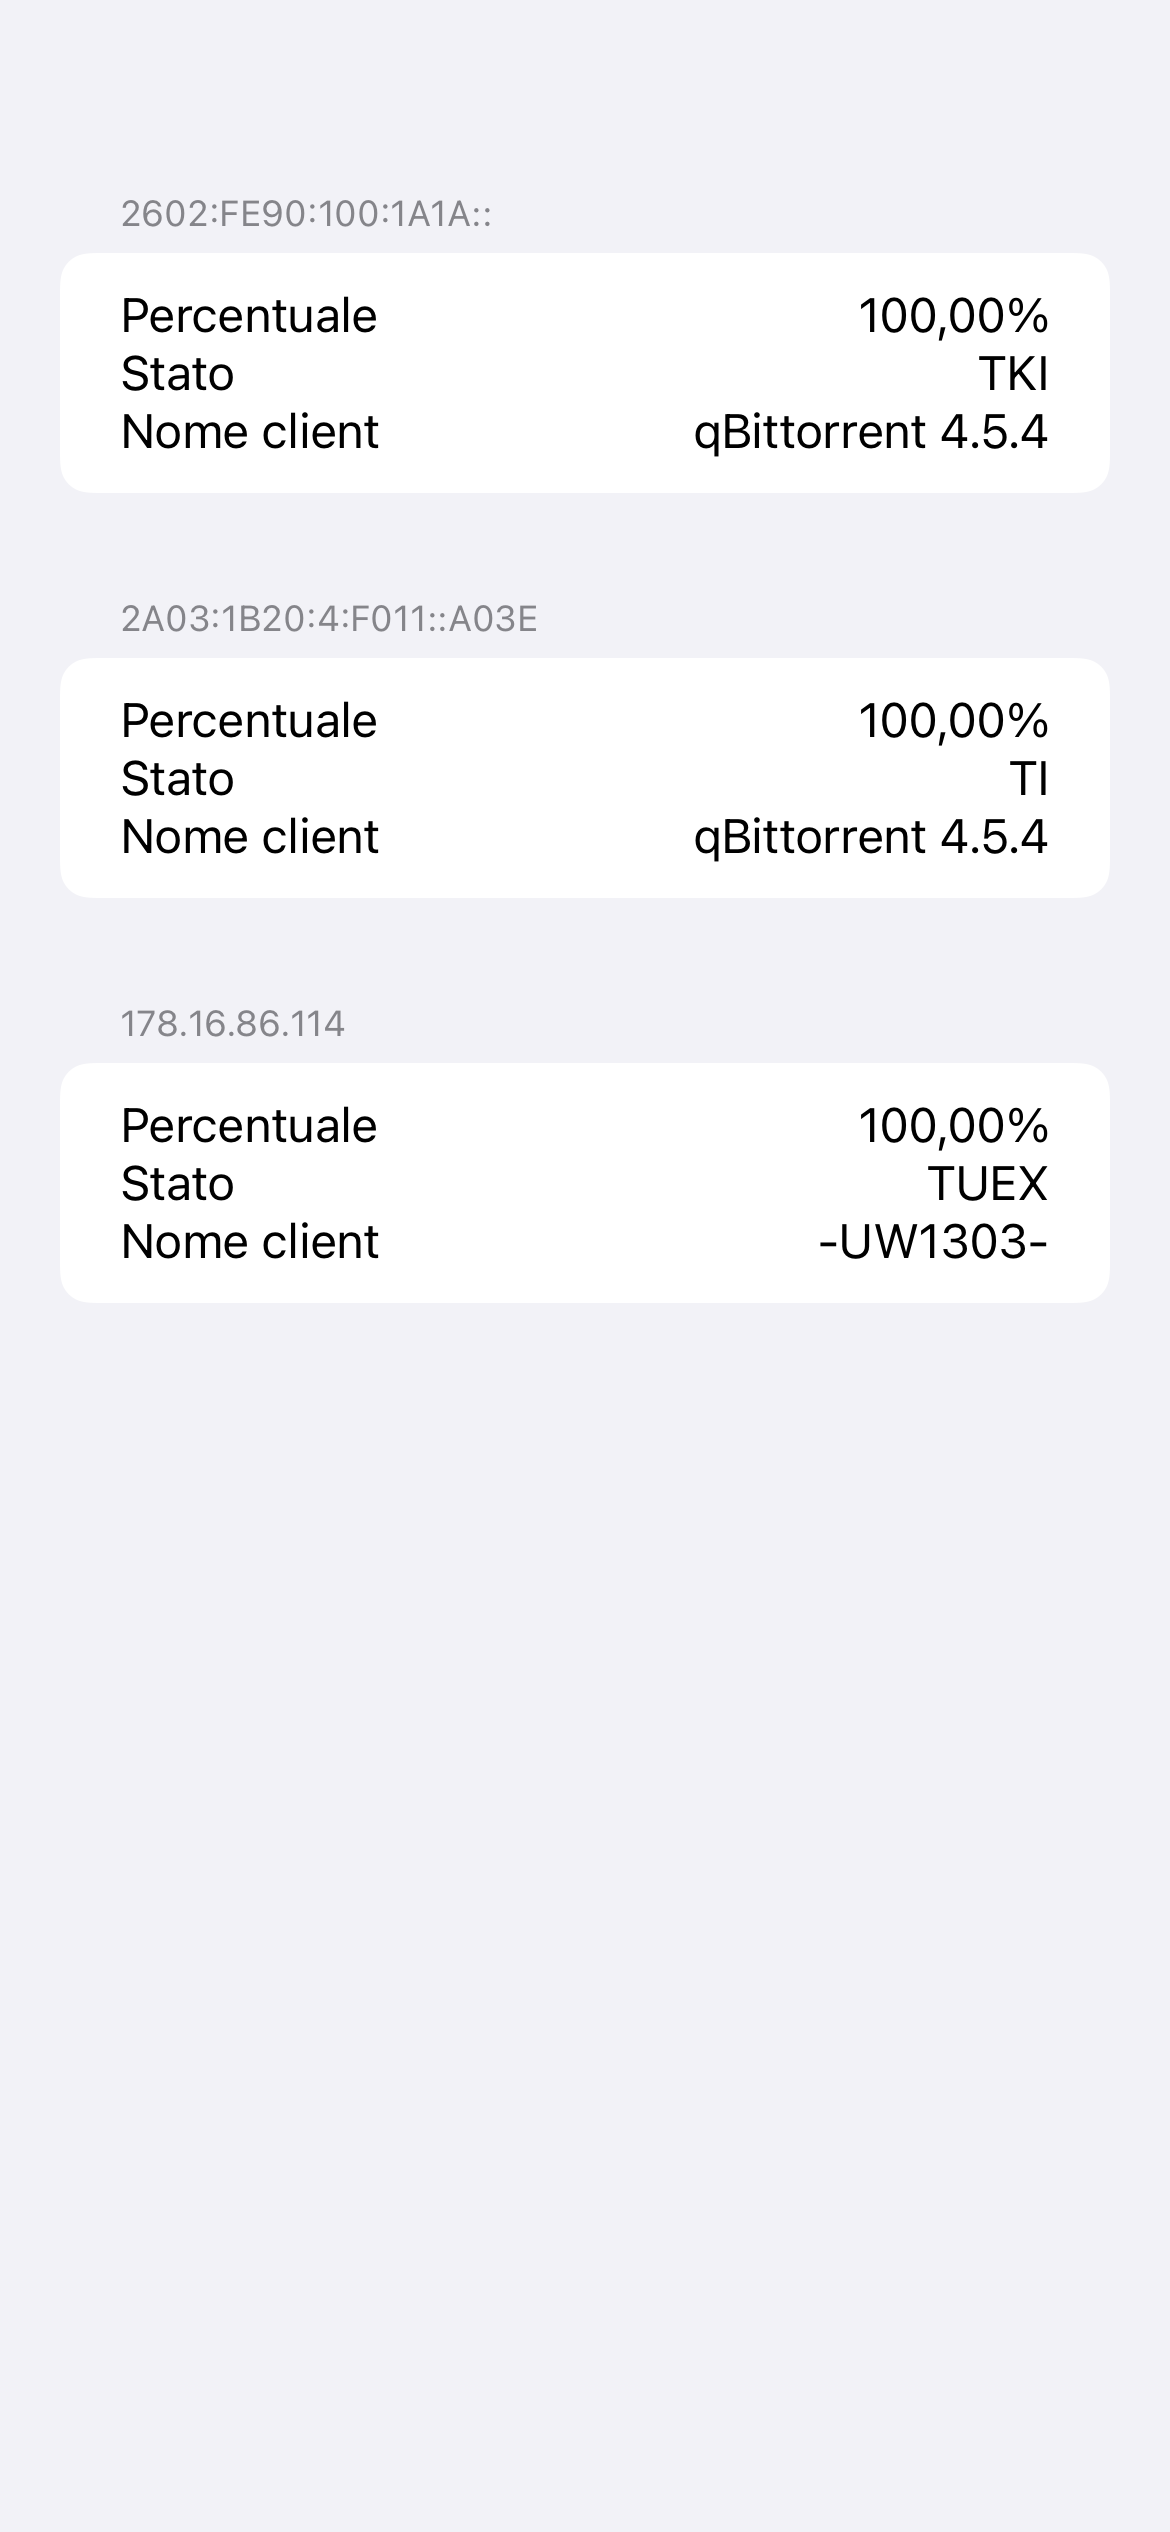 2602:FE90:100:1A1A::
Percentuale 100,00%
Stato TKI
Nome client qBittorrent 4.5.4
2A03:1B20:4:F011::A03E
Percentuale 100,00%
Stato TI
Nome client qBittorrent 4.5.4
178.16.86.114
Percentuale 100,00%
Stato TUEX
Nome client -UW1303-